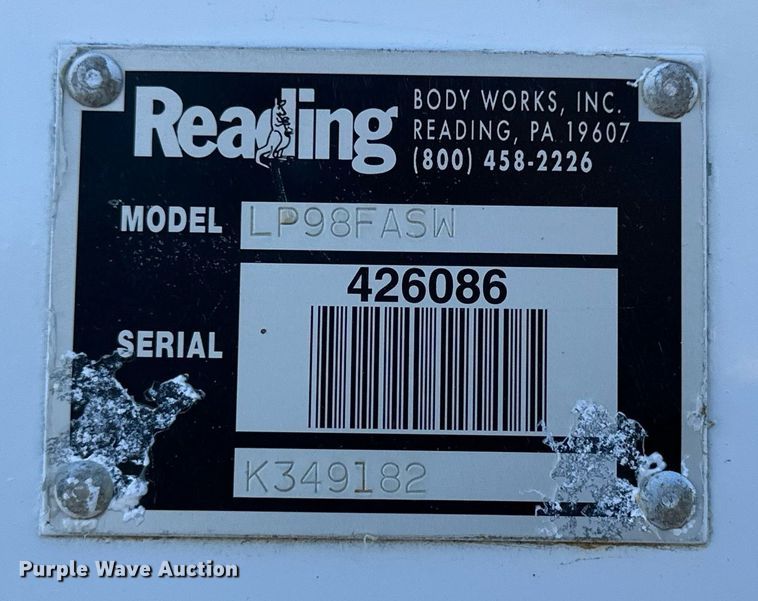 Reading
BODY WORKS, INC.
READING, PA 19607
(800) 458-2226
MODEL LP98FASW
426086
SERIAL
K349182
Purple Wave Auction